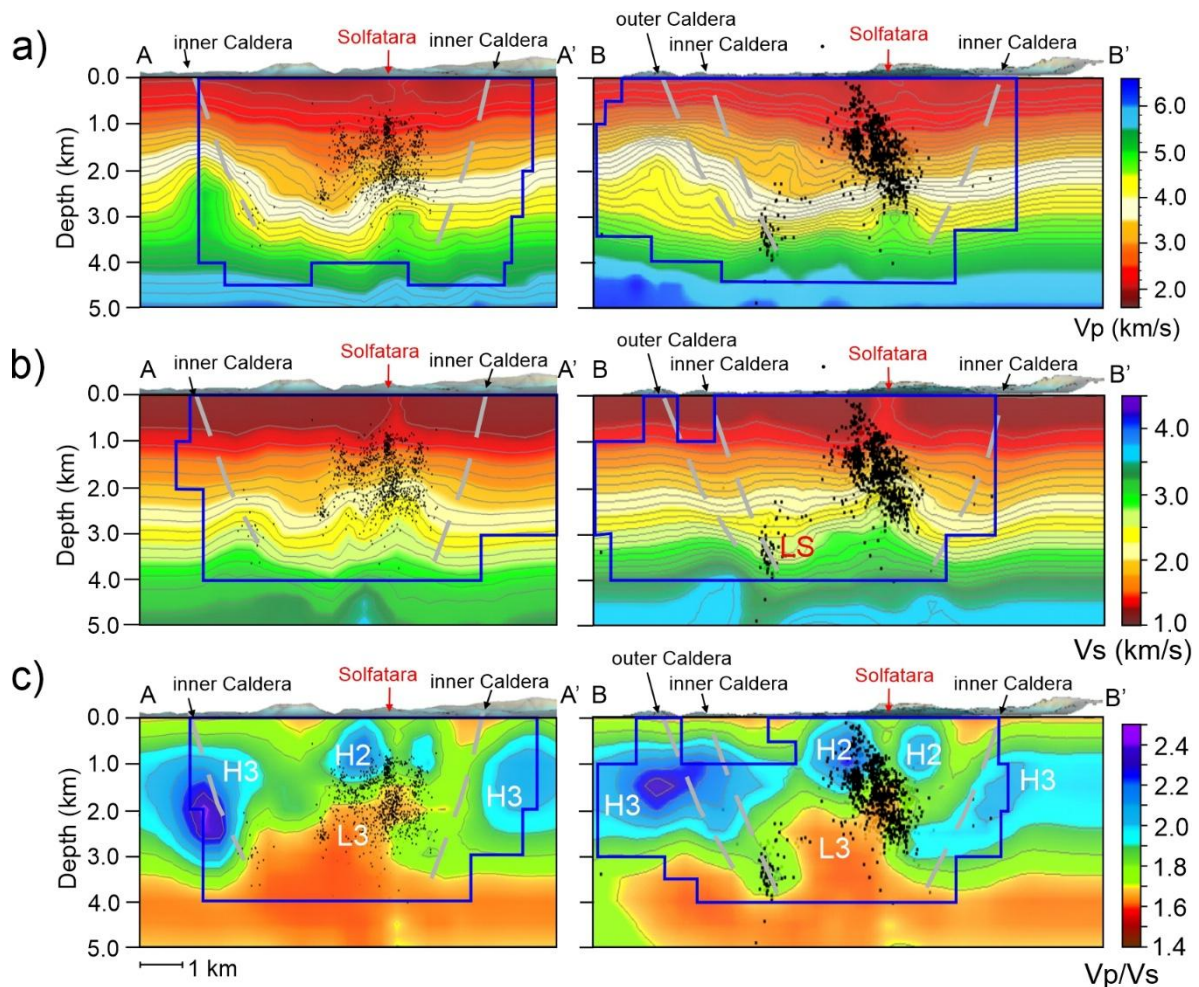 a)
A
inner Caldera
Solfatara
inner Caldera
A'
B
outer Caldera
inner Caldera
Solfatara
inner Caldera
B'
Depth (km)
0.0
1.0
2.0
3.0
4.0
5.0
6.0
5.0
4.0
3.0
2.0
Vp (km/s)
b)
A
inner Caldera
Solfatara
inner Caldera
A'
B
outer Caldera
inner Caldera
Solfatara
inner Caldera
B'
Depth (km)
0.0
1.0
2.0
3.0
4.0
5.0
LS
4.0
3.0
2.0
1.0
Vs (km/s)
c)
A
inner Caldera
Solfatara
inner Caldera
A'
B
outer Caldera
inner Caldera
Solfatara
inner Caldera
B'
Depth (km)
0.0
1.0
2.0
3.0
4.0
5.0
H3
H2
H3
L3
H3
H2
H2
H3
L3
2.4
2.2
2.0
1.8
1.6
1.4
Vp/Vs
1 km